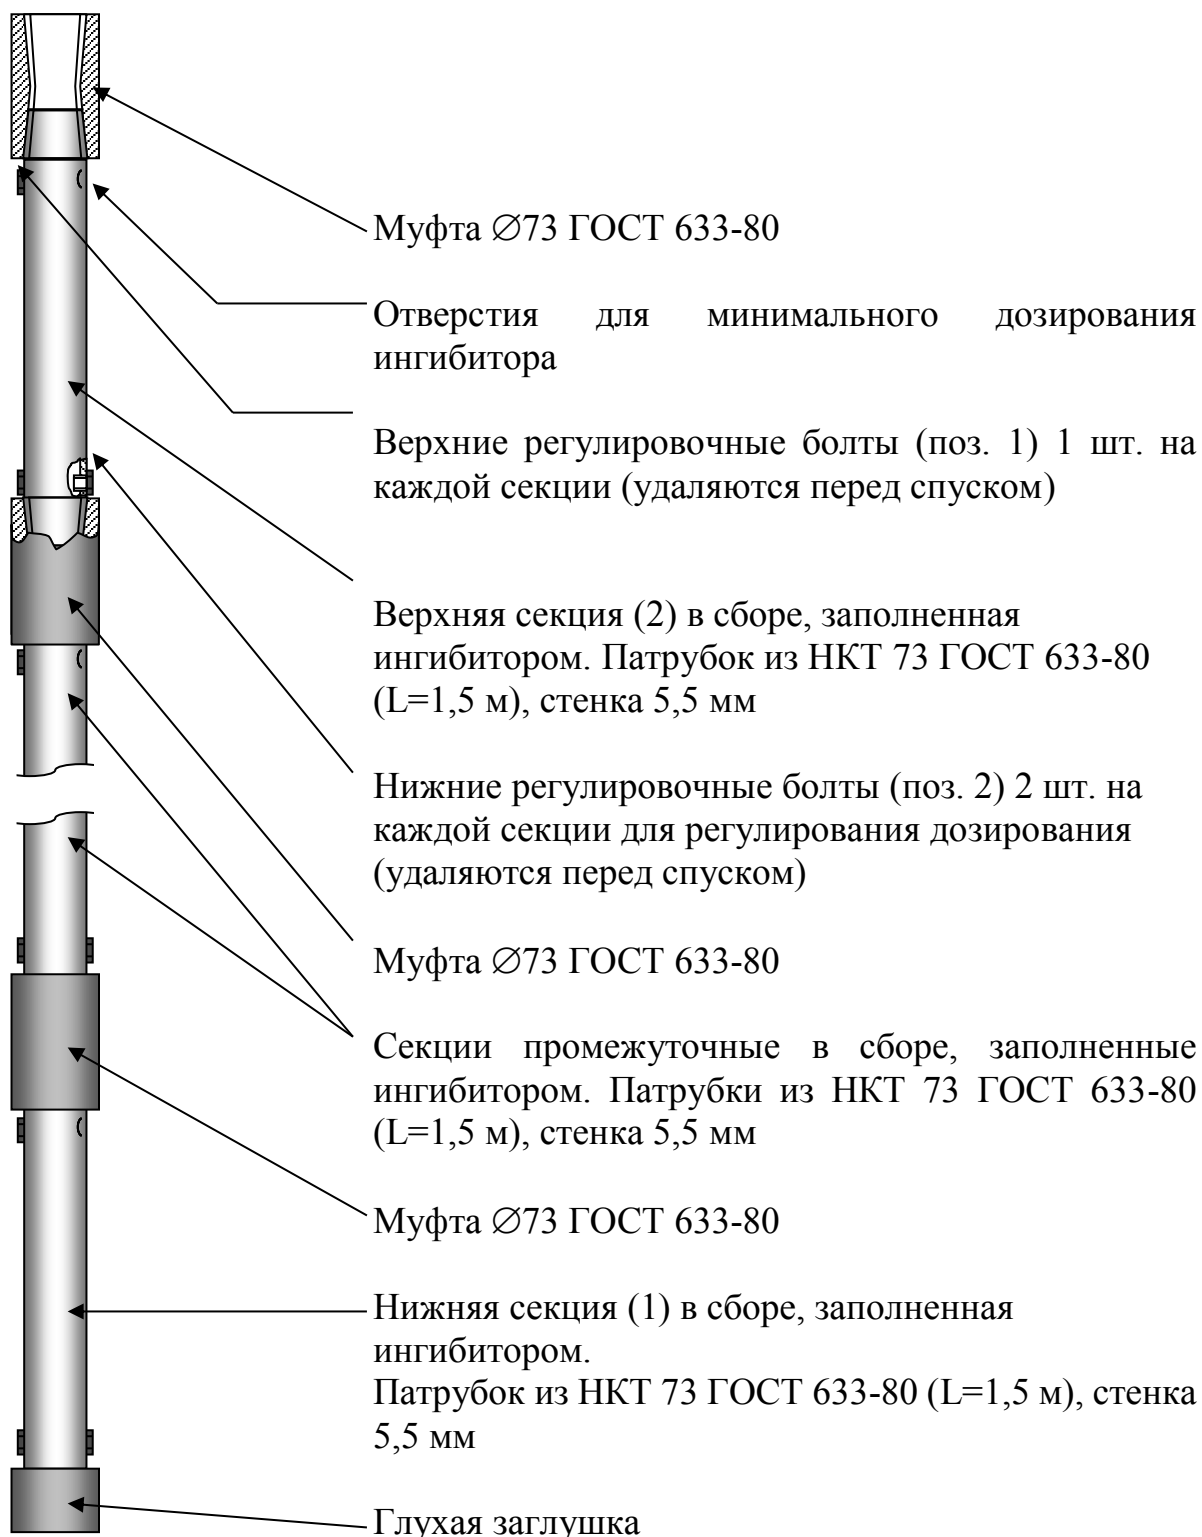 Муфта ∅73 ГОСТ 633-80
Отверстия для минимального дозирования
ингибитора
Верхние регулировочные болты (поз. 1) 1 шт. на
каждой секции (удаляются перед спуском)
Верхняя секция (2) в сборе, заполненная
ингибитором. Патрубок из НКТ 73 ГОСТ 633-80
(L=1,5 м), стенка 5,5 мм
Нижние регулировочные болты (поз. 2) 2 шт. на
каждой секции для регулирования дозирования
(удаляются перед спуском)
Муфта ∅73 ГОСТ 633-80
Секции промежуточные в сборе, заполненные
ингибитором. Патрубки из НКТ 73 ГОСТ 633-80
(L=1,5 м), стенка 5,5 мм
Муфта ∅73 ГОСТ 633-80
Нижняя секция (1) в сборе, заполненная
ингибитором.
Патрубок из НКТ 73 ГОСТ 633-80 (L=1,5 м), стенка
5,5 мм
Глухая заглушка